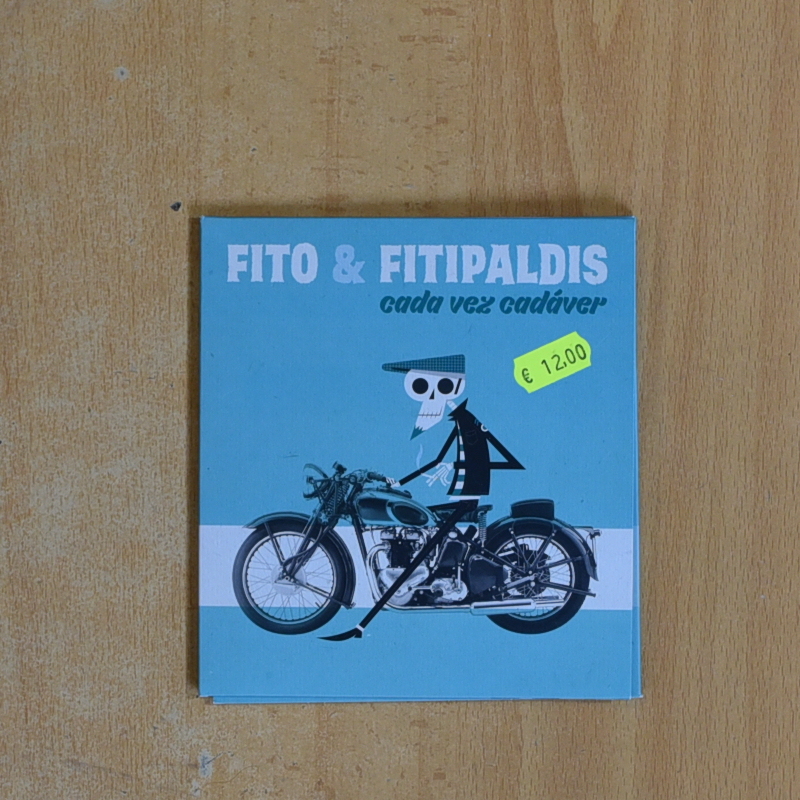 FITO & FITIPALDIS
cada vez cadáver
€ 12,00